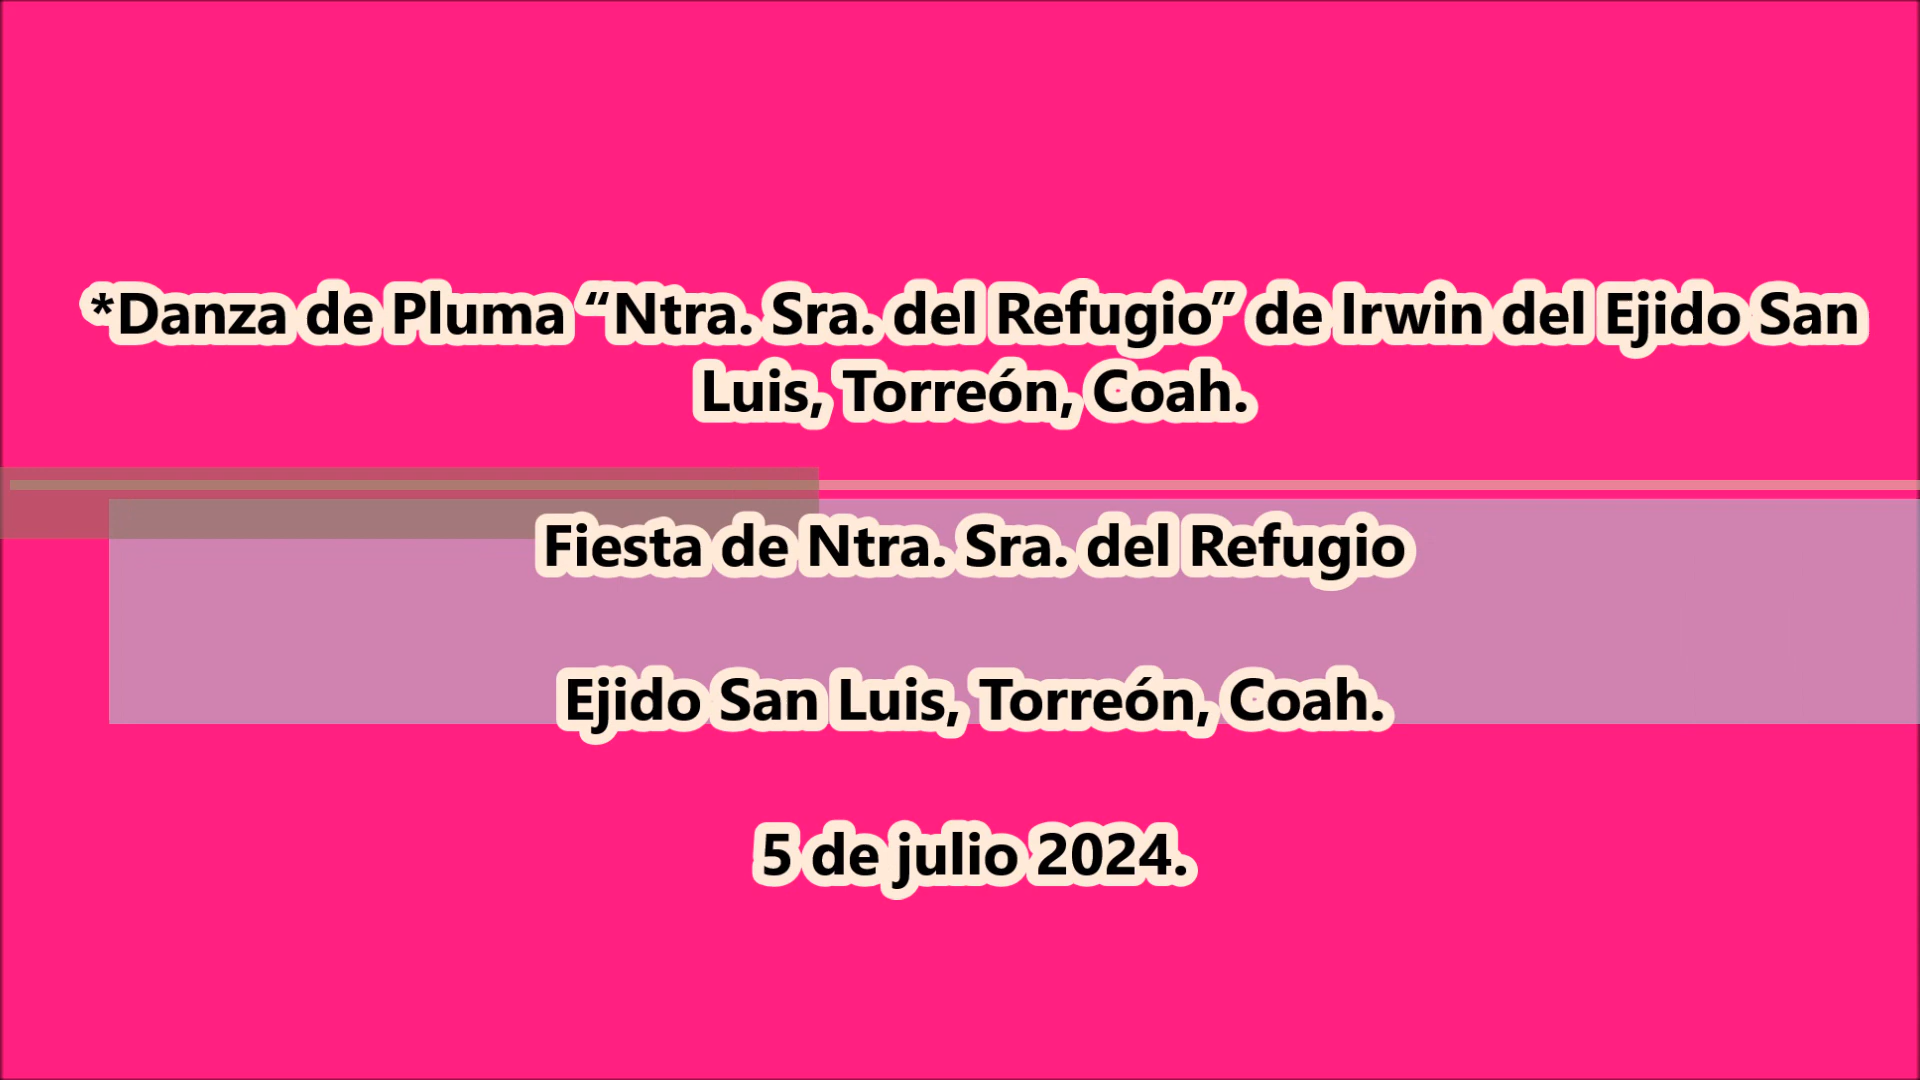 *Danza de Pluma “Ntra. Sra. del Refugio” de Irwin del Ejido San
Luis, Torreón, Coah.
Fiesta de Ntra. Sra. del Refugio
Ejido San Luis, Torreón, Coah.
5 de julio 2024.